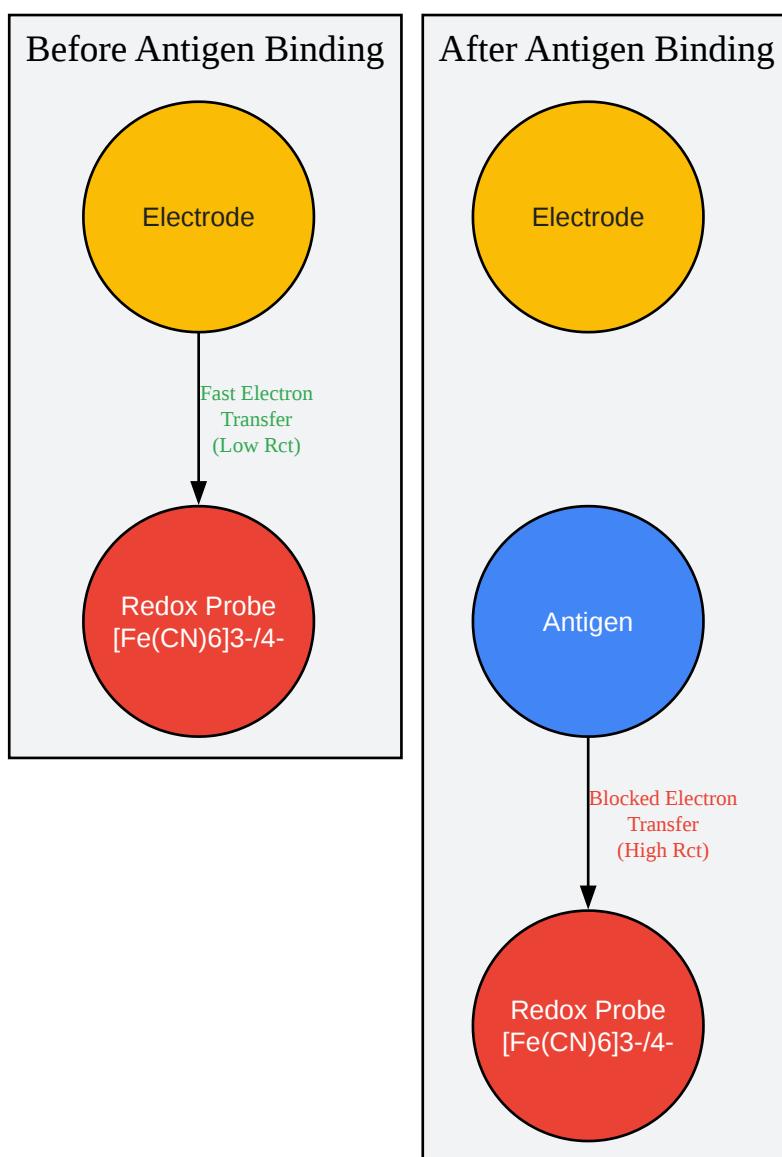 Before Antigen Binding
Electrode
Fast Electron
Transfer
(Low Rct)
Redox Probe
[Fe(CN)6]3-/4-
After Antigen Binding
Electrode
Antigen
Blocked Electron
Transfer
(High Rct)
Redox Probe
[Fe(CN)6]3-/4-